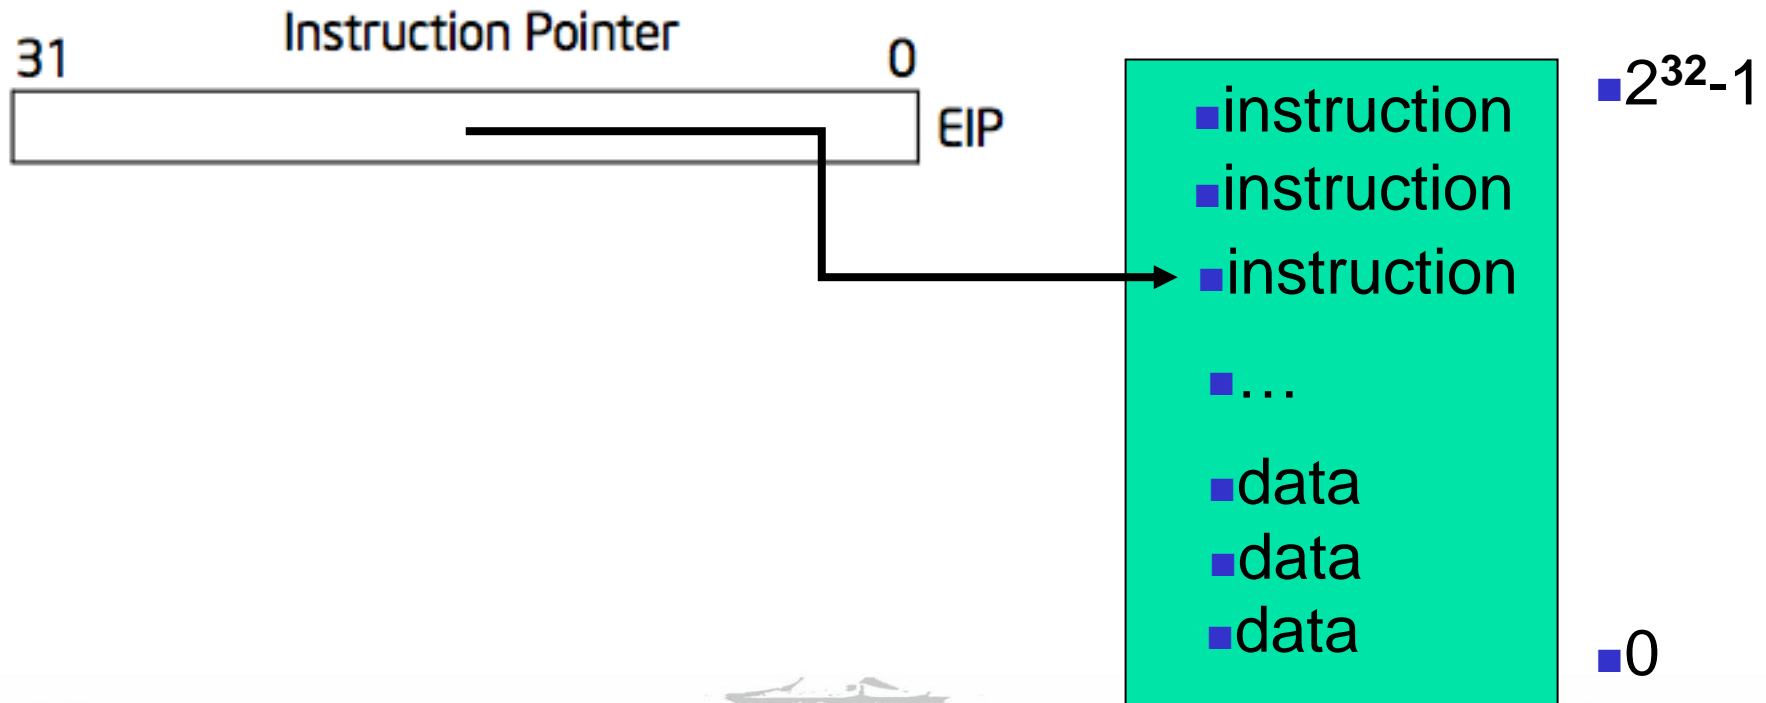 Instruction Pointer
31 0
EIP
■instruction
■instruction
■instruction
■...
■data
■data
■data
■2³²-1
■0